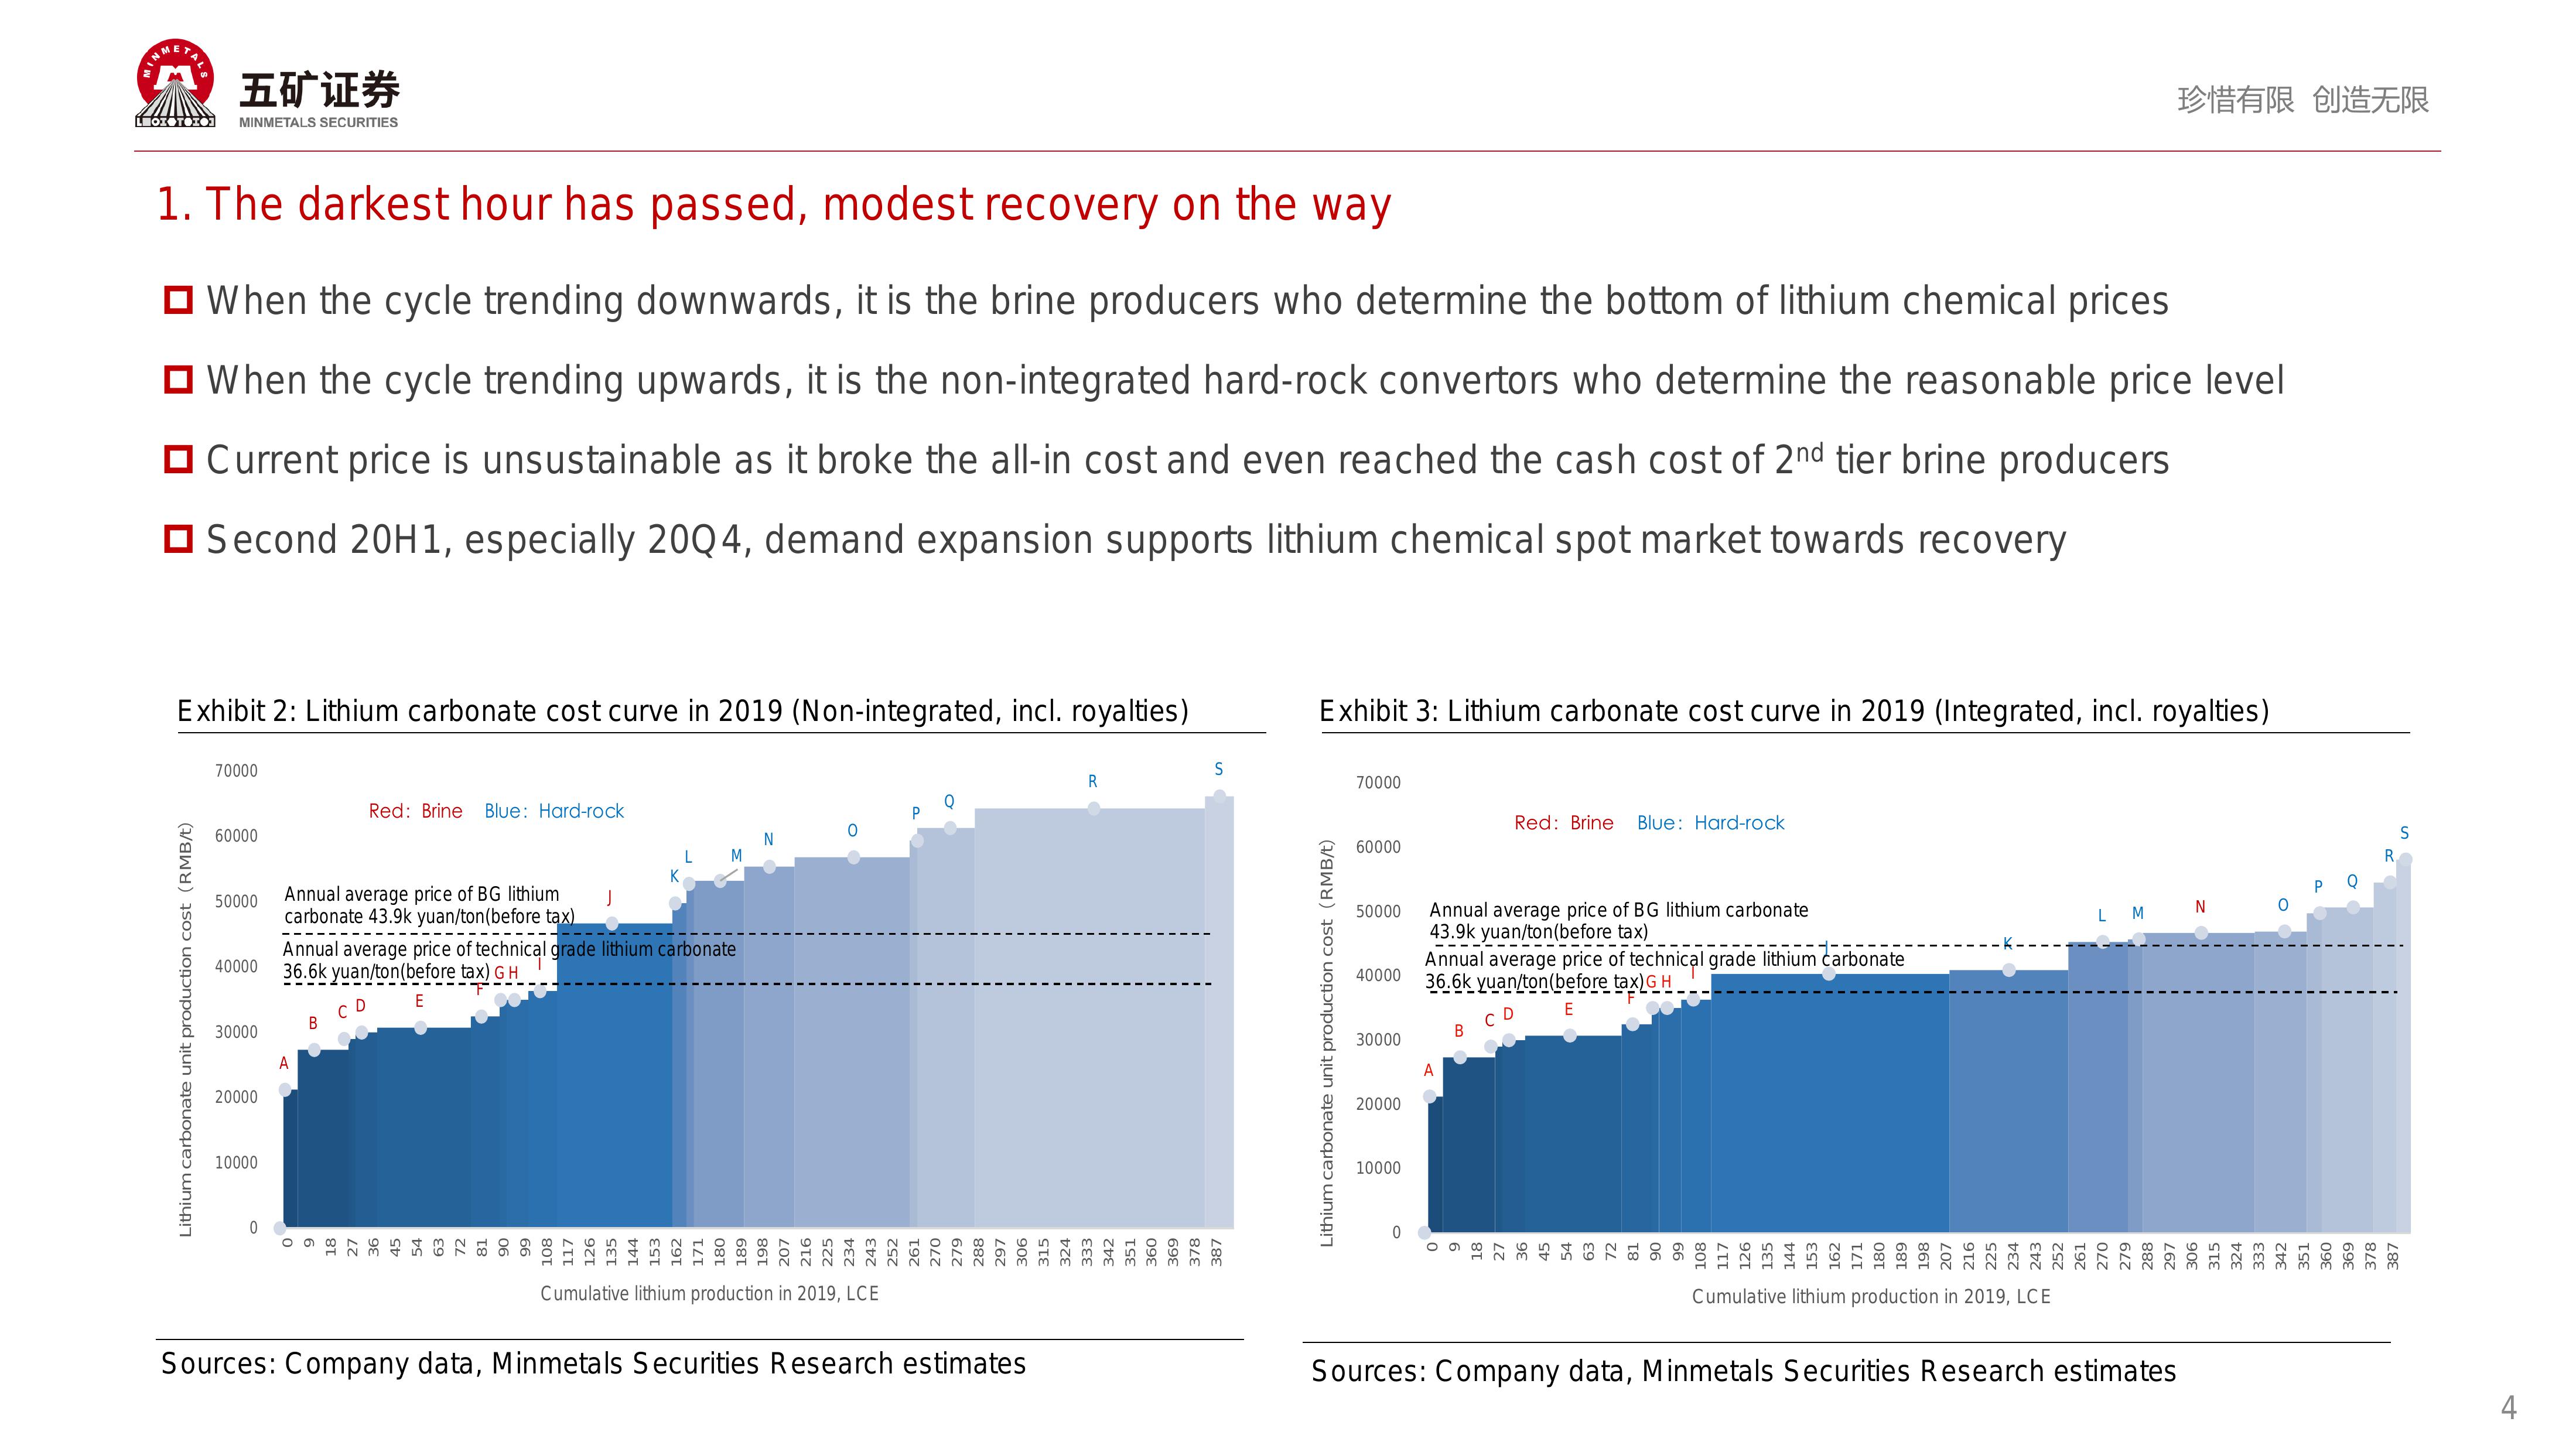 MINMETALS
五矿证券
MINMETALS SECURITIES
珍惜有限 创造无限
1. The darkest hour has passed, modest recovery on the way
When the cycle trending downwards, it is the brine producers who determine the bottom of lithium chemical prices
When the cycle trending upwards, it is the non-integrated hard-rock convertors who determine the reasonable price level
Current price is unsustainable as it broke the all-in cost and even reached the cash cost of 2nd tier brine producers
Second 20H1, especially 20Q4, demand expansion supports lithium chemical spot market towards recovery
Exhibit 2: Lithium carbonate cost curve in 2019 (Non-integrated, incl. royalties)
Lithium carbonate unit production cost（RMB/t）
70000
60000
50000
40000
30000
20000
10000
0
Red: Brine Blue: Hard-rock
Annual average price of BG lithium
carbonate 43.9k yuan/ton(before tax)
Annual average price of technical grade lithium carbonate
36.6k yuan/ton(before tax)
A B C D E F G H I J K L M N O P Q R S
0 9 18 27 36 45 54 63 72 81 90 99 108 117 126 135 144 153 162 171 180 189 198 207 216 225 234 243 252 261 270 279 288 297 306 315 324 333 342 351 360 369 378 387
Cumulative lithium production in 2019, LCE
Sources: Company data, Minmetals Securities Research estimates
Exhibit 3: Lithium carbonate cost curve in 2019 (Integrated, incl. royalties)
Lithium carbonate unit production cost（RMB/t）
70000
60000
50000
40000
30000
20000
10000
0
Red: Brine Blue: Hard-rock
Annual average price of BG lithium carbonate
43.9k yuan/ton(before tax)
Annual average price of technical grade lithium carbonate
36.6k yuan/ton(before tax)
A B C D E F G H I J K L M N O P Q R S
0 9 18 27 36 45 54 63 72 81 90 99 108 117 126 135 144 153 162 171 180 189 198 207 216 225 234 243 252 261 270 279 288 297 306 315 324 333 342 351 360 369 378 387
Cumulative lithium production in 2019, LCE
Sources: Company data, Minmetals Securities Research estimates
4